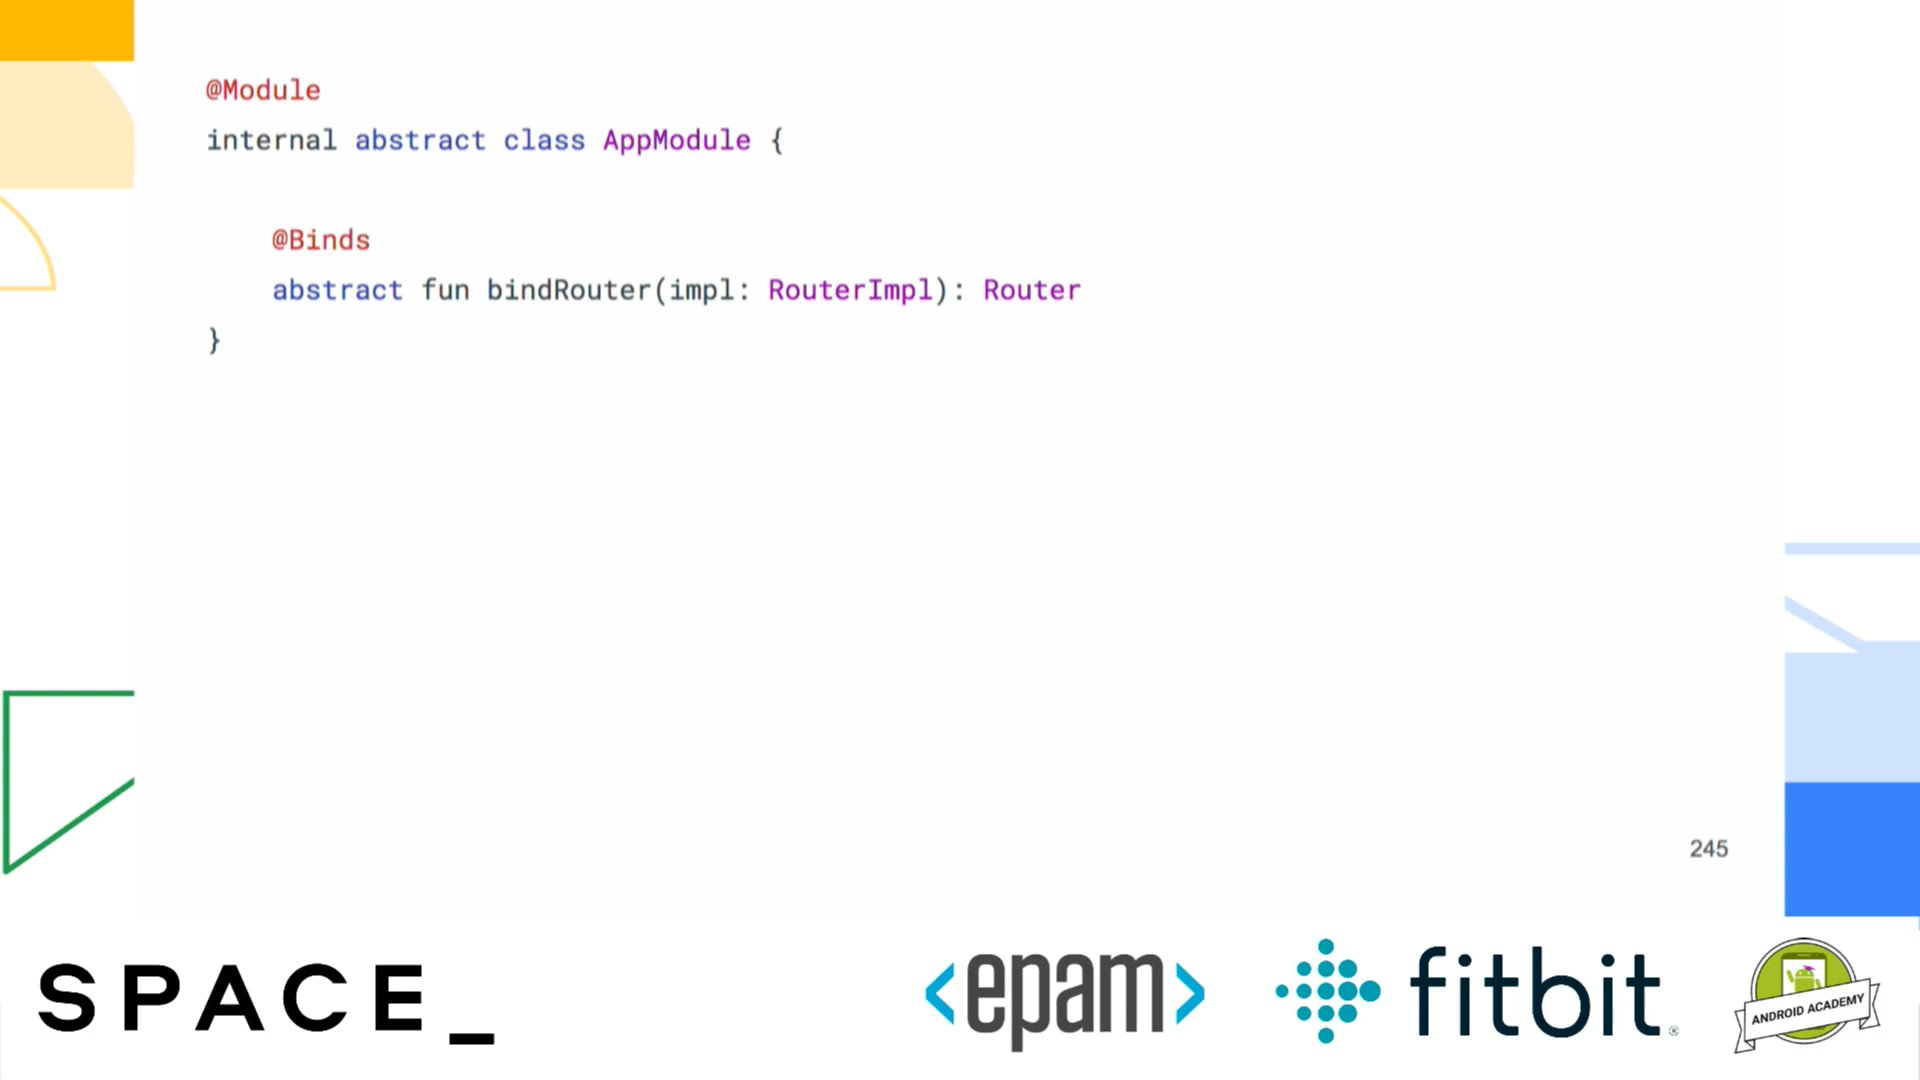 @Module
internal abstract class AppModule {
@Binds
abstract fun bindRouter(impl: RouterImpl): Router
}
245
SPACE_
<epam>
fitbit®
ANDROID ACADEMY